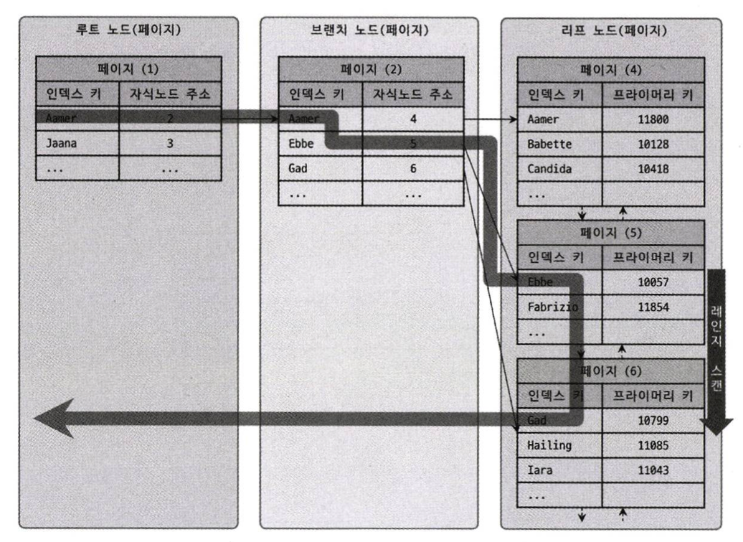 루트 노드(페이지)
페이지 (1)
인덱스 키 자식노드 주소
Aamer 2
Jaana 3
... ...
브랜치 노드(페이지)
페이지 (2)
인덱스 키 자식노드 주소
Aamer 4
Ebbe 5
Gad 6
... ...
리프 노드(페이지)
페이지 (4)
인덱스 키 프라이머리 키
Aamer 11800
Babette 10128
Candida 10418
...
페이지 (5)
인덱스 키 프라이머리 키
Ebbe 10057
Fabrizio 11854
...
페이지 (6)
인덱스 키 프라이머리 키
Gad 10799
Hailing 11085
Iara 11043
...
레인지 스캔